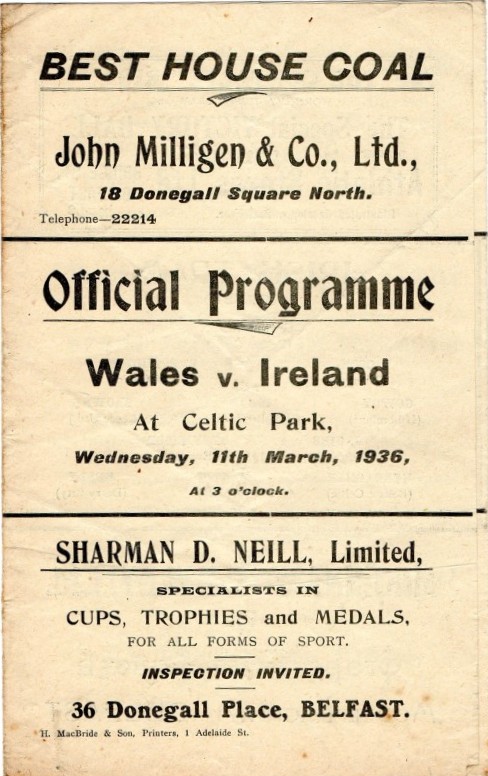 BEST HOUSE COAL
John Milligen & Co., Ltd.,
18 Donegall Square North.
Telephone—22214
Official Programme
Wales v. Ireland
At Celtic Park,
Wednesday, 11th March, 1936,
At 3 o'clock.
SHARMAN D. NEILL, Limited,
SPECIALISTS IN
CUPS, TROPHIES and MEDALS,
FOR ALL FORMS OF SPORT.
INSPECTION INVITED.
36 Donegall Place, BELFAST.
H. MacBride & Son, Printers, 1 Adelaide St.